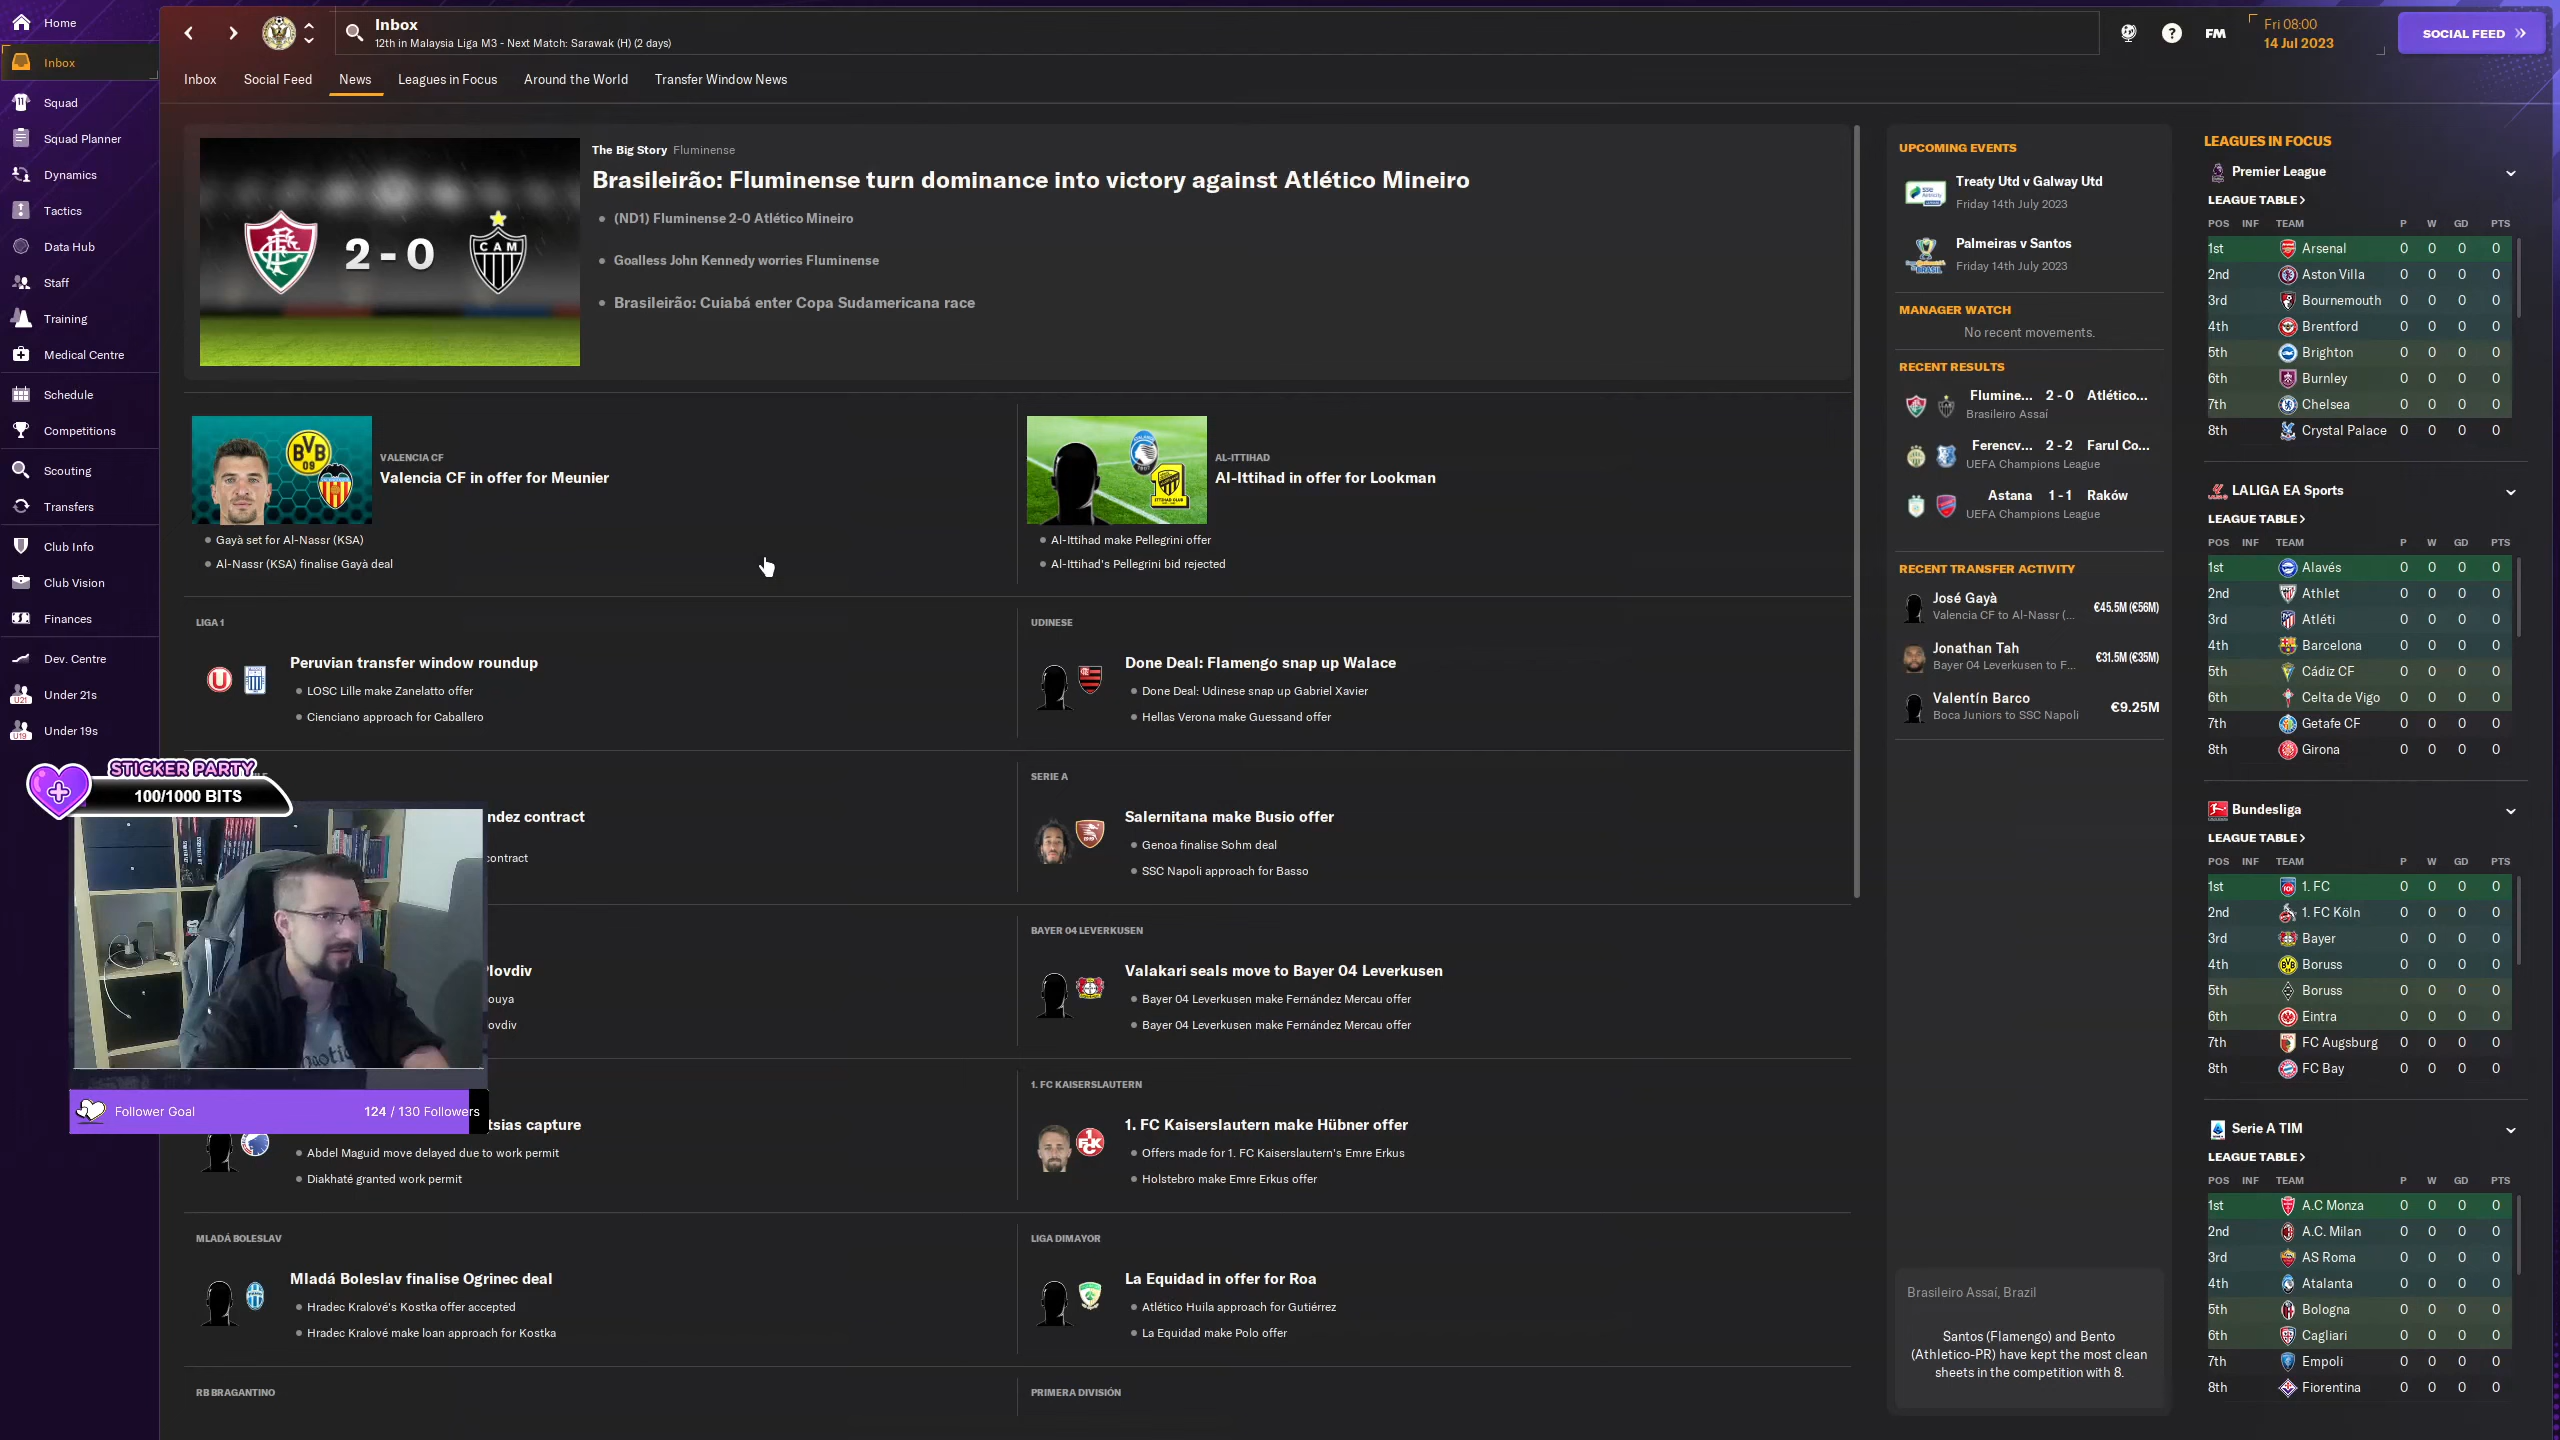 Home
Inbox
Squad
Squad Planner
Dynamics
Tactics
Data Hub
Staff
Training
Medical Centre
Schedule
Competitions
Scouting
Transfers
Club Info
Club Vision
Finances
Dev. Centre
Under 21s
Under 19s
Inbox
12th in Malaysia Liga M3 - Next Match: Sarawak (H) (2 days)
FM
Fri 08:00
14 Jul 2023
SOCIAL FEED
Inbox
Social Feed
News
Leagues in Focus
Around the World
Transfer Window News
2 - 0
CAM
The Big Story Fluminense
Brasileirão: Fluminense turn dominance into victory against Atlético Mineiro
(ND1) Fluminense 2-0 Atlético Mineiro
Goalless John Kennedy worries Fluminense
Brasileirão: Cuiabá enter Copa Sudamericana race
VALENCIA CF
Valencia CF in offer for Meunier
Gayà set for Al-Nassr (KSA)
Al-Nassr (KSA) finalise Gayà deal
AL-ITTIHAD
Al-Ittihad in offer for Lookman
Al-Ittihad make Pellegrini offer
Al-Ittihad's Pellegrini bid rejected
LIGA 1
Peruvian transfer window roundup
LOSC Lille make Zanelatto offer
Cienciano approach for Caballero
UDINESE
Done Deal: Flamengo snap up Walace
Done Deal: Udinese snap up Gabriel Xavier
Hellas Verona make Guessand offer
ndez contract
contract
SERIE A
Salernitana make Busio offer
Genoa finalise Sohm deal
SSC Napoli approach for Basso
lovdiv
ouya
ovdiv
BAYER 04 LEVERKUSEN
Valakari seals move to Bayer 04 Leverkusen
Bayer 04 Leverkusen make Fernández Mercau offer
Bayer 04 Leverkusen make Fernández Mercau offer
tsias capture
Abdel Maguid move delayed due to work permit
Diakhaté granted work permit
1. FC KAISERSLAUTERN
1. FC Kaiserslautern make Hübner offer
Offers made for 1. FC Kaiserslautern's Emre Erkus
Holstebro make Emre Erkus offer
MLADÁ BOLESLAV
Mladá Boleslav finalise Ogrinec deal
Hradec Kralové's Kostka offer accepted
Hradec Kralové make loan approach for Kostka
LIGA DIMAYOR
La Equidad in offer for Roa
Atlético Huila approach for Gutiérrez
La Equidad make Polo offer
RB BRAGANTINO
PRIMERA DIVISIÓN
STICKER PARTY
100/1000 BITS
Follower Goal
124 / 130 Followers
UPCOMING EVENTS
Treaty Utd v Galway Utd
Friday 14th July 2023
Palmeiras v Santos
Friday 14th July 2023
MANAGER WATCH
No recent movements.
RECENT RESULTS
Flumine... 2 - 0 Atlético...
Brasileiro Assaí
Ferencv... 2 - 2 Farul Co...
UEFA Champions League
Astana 1 - 1 Raków
UEFA Champions League
RECENT TRANSFER ACTIVITY
José Gayà
Valencia CF to Al-Nassr (...
€45.5M (€56M)
Jonathan Tah
Bayer 04 Leverkusen to F...
€31.5M (€35M)
Valentín Barco
Boca Juniors to SSC Napoli
€9.25M
Brasileiro Assaí, Brazil
Santos (Flamengo) and Bento
(Athletico-PR) have kept the most clean
sheets in the competition with 8.
LEAGUES IN FOCUS
Premier League
LEAGUE TABLE
POS INF TEAM P W GD PTS
1st Arsenal 0 0 0 0
2nd Aston Villa 0 0 0 0
3rd Bournemouth 0 0 0 0
4th Brentford 0 0 0 0
5th Brighton 0 0 0 0
6th Burnley 0 0 0 0
7th Chelsea 0 0 0 0
8th Crystal Palace 0 0 0 0
LALIGA EA Sports
LEAGUE TABLE
POS INF TEAM P W GD PTS
1st Alavés 0 0 0 0
2nd Athlet 0 0 0 0
3rd Atléti 0 0 0 0
4th Barcelona 0 0 0 0
5th Cádiz CF 0 0 0 0
6th Celta de Vigo 0 0 0 0
7th Getafe CF 0 0 0 0
8th Girona 0 0 0 0
Bundesliga
LEAGUE TABLE
POS INF TEAM P W GD PTS
1st 1. FC 0 0 0 0
2nd 1. FC Köln 0 0 0 0
3rd Bayer 0 0 0 0
4th Boruss 0 0 0 0
5th Boruss 0 0 0 0
6th Eintra 0 0 0 0
7th FC Augsburg 0 0 0 0
8th FC Bay 0 0 0 0
Serie A TIM
LEAGUE TABLE
POS INF TEAM P W GD PTS
1st A.C Monza 0 0 0 0
2nd A.C. Milan 0 0 0 0
3rd AS Roma 0 0 0 0
4th Atalanta 0 0 0 0
5th Bologna 0 0 0 0
6th Cagliari 0 0 0 0
7th Empoli 0 0 0 0
8th Fiorentina 0 0 0 0